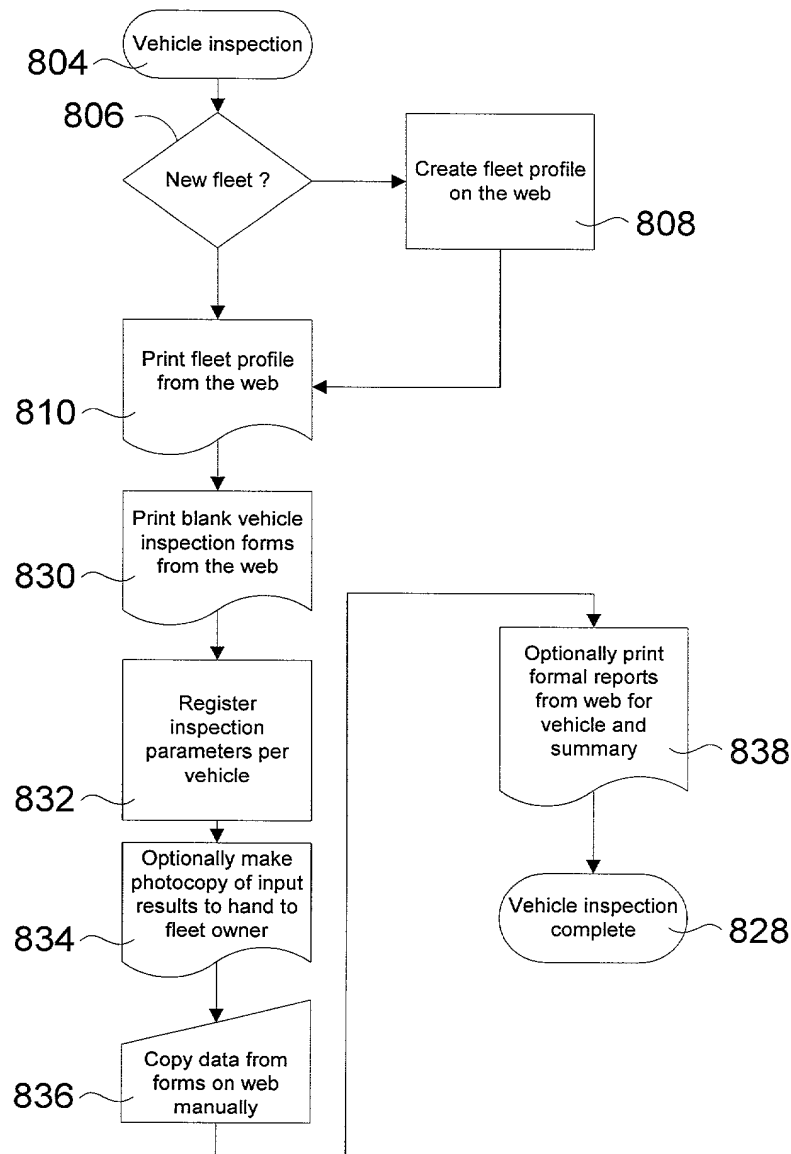 Vehicle inspection
804
806
New fleet ?
Create fleet profile
on the web
808
Print fleet profile
from the web
810
Print blank vehicle
inspection forms
from the web
830
Register
inspection
parameters per
vehicle
832
Optionally make
photocopy of input
results to hand to
fleet owner
834
Copy data from
forms on web
manually
836
Optionally print
formal reports
from web for
vehicle and
summary
838
Vehicle inspection
complete
828